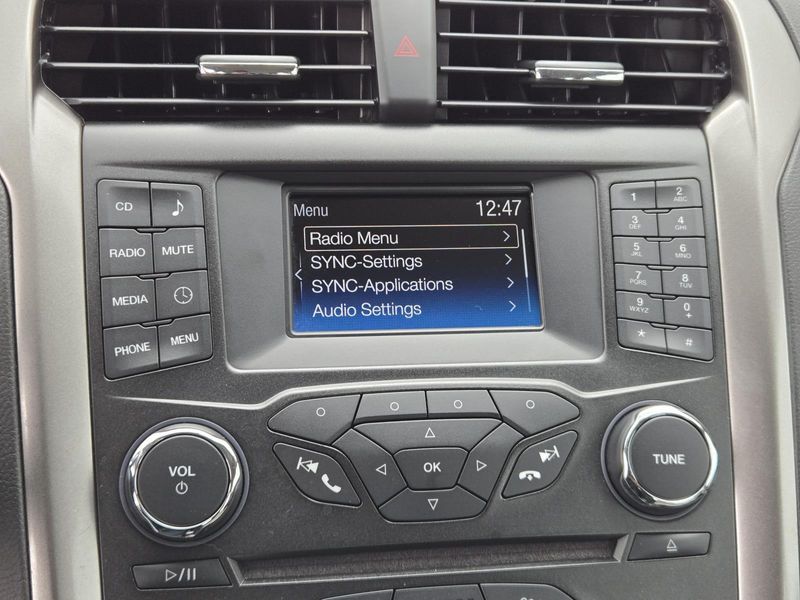 CD
RADIO
MUTE
MEDIA
PHONE
MENU
Menu 12:47
Radio Menu
SYNC-Settings
SYNC-Applications
Audio Settings
1
2 ABC
3 DEF
4 GHI
5 JKL
6 MNO
7 PQRS
8 TUV
9 WXYZ
0 +
*
#
VOL
OK
TUNE